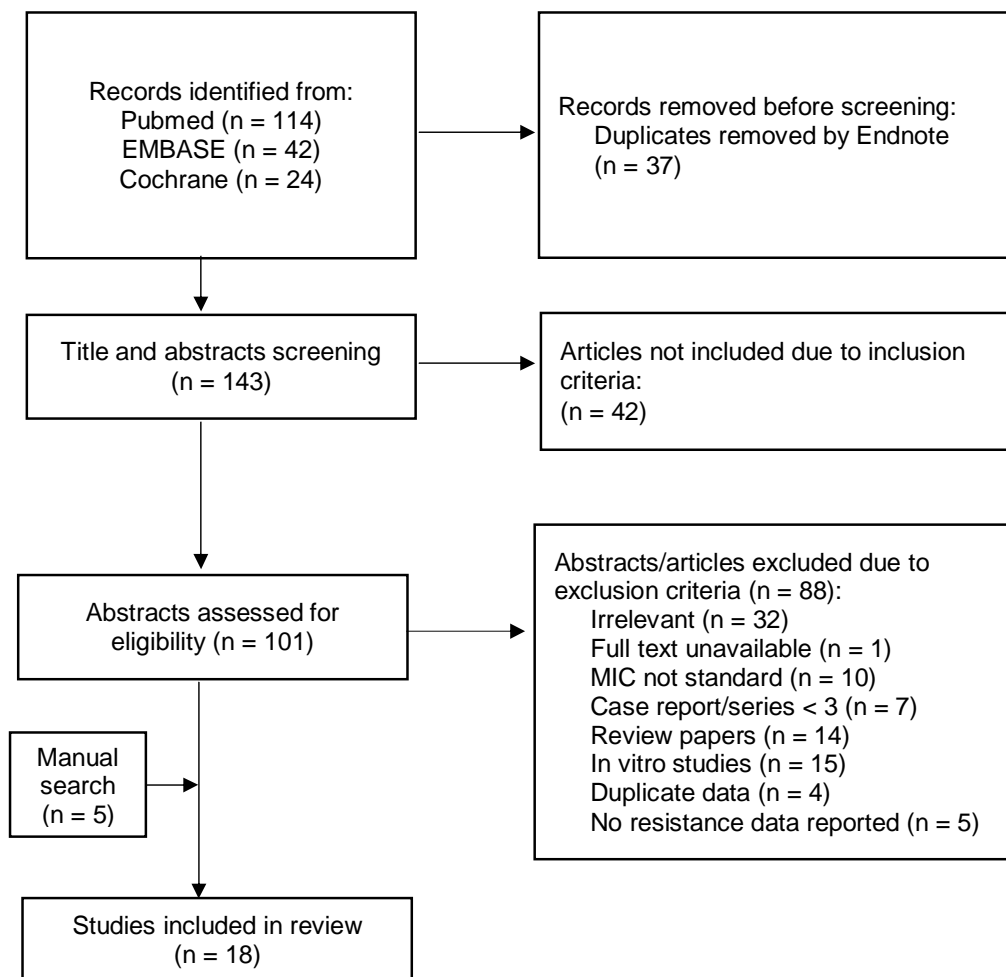 Records identified from:
Pubmed (n = 114)
EMBASE (n = 42)
Cochrane (n = 24)
Records removed before screening:
Duplicates removed by Endnote
(n = 37)
Title and abstracts screening
(n = 143)
Articles not included due to inclusion
criteria:
(n = 42)
Abstracts assessed for
eligibility (n = 101)
Abstracts/articles excluded due to
exclusion criteria (n = 88):
Irrelevant (n = 32)
Full text unavailable (n = 1)
MIC not standard (n = 10)
Case report/series < 3 (n = 7)
Review papers (n = 14)
In vitro studies (n = 15)
Duplicate data (n = 4)
No resistance data reported (n = 5)
Manual
search
(n = 5)
Studies included in review
(n = 18)